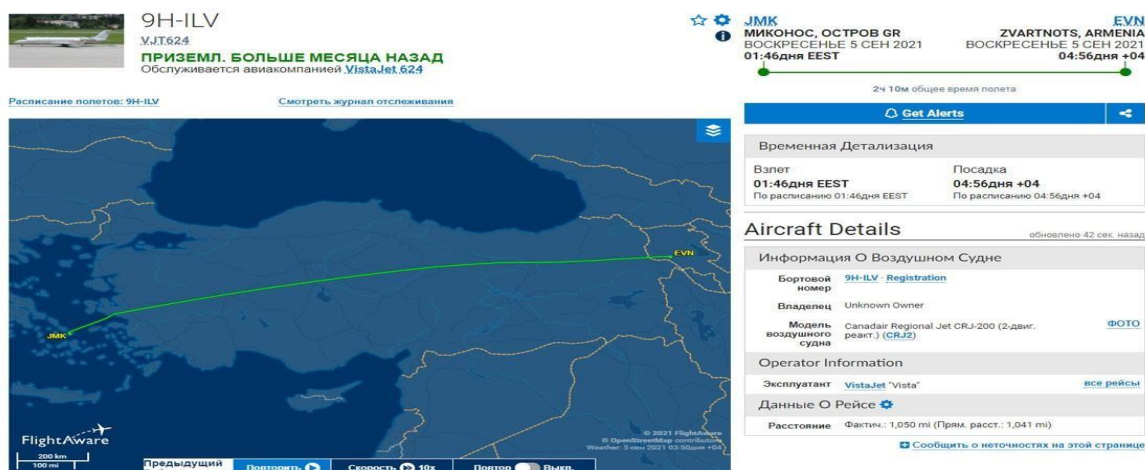 9H-ILV
VJT624
ПРИЗЕМЛ. БОЛЬШЕ МЕСЯЦА НАЗАД
Обслуживается авиакомпанией VistaJet 624
Расписание полетов: 9H-ILV
Смотреть журнал отслеживания
JMK
EVN
МИКОНОС, ОСТРОВ GR
ZVARTNOTS, ARMENIA
ВОСКРЕСЕНЬЕ 5 СЕН 2021
ВОСКРЕСЕНЬЕ 5 СЕН 2021
01:46дня EEST
04:56дня +04
2ч 10м общее время полета
Get Alerts
Временная Детализация
Взлет
Посадка
01:46дня EEST
04:56дня +04
По расписанию 01:46дня EEST
По расписанию 04:56дня +04
Aircraft Details
обновлено 42 сек. назад
Информация О Воздушном Судне
Бортовой номер
9H-ILV · Registration
Владелец
Unknown Owner
Модель воздушного судна
Canadair Regional Jet CRJ-200 (2-двиг. реакт.) (CRJ2)
ФОТО
Operator Information
Эксплуатант
VistaJet "Vista"
все рейсы
Данные О Рейсе
Расстояние
Фактич.: 1,050 mi (Прям. расст.: 1,041 mi)
Сообщить о неточностях на этой странице
EVN
JMK
FlightAware
200 km
100 mi
© 2021 FlightAware
© OpenStreetMap contributors
Weather: 5 сен 2021 03:50дня +04
Предыдущий
Повторить
Скорость 10x
Повтор Выкл.